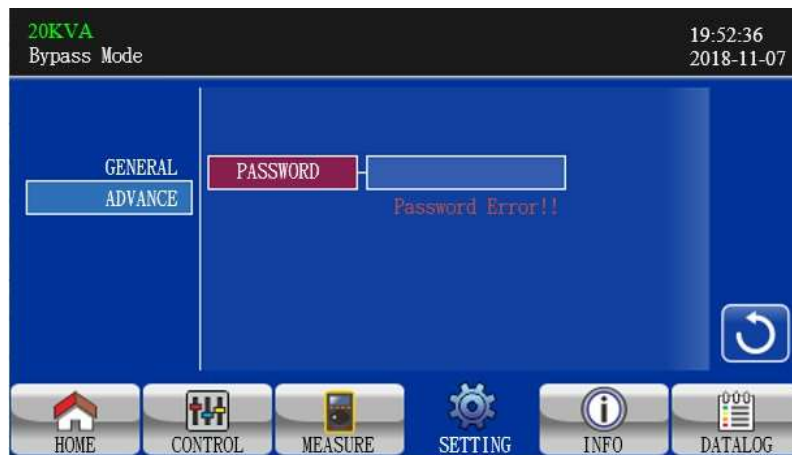 20KVA
Bypass Mode
19:52:36
2018-11-07
GENERAL
ADVANCE
PASSWORD
Password Error!!
HOME
CONTROL
MEASURE
SETTING
INFO
DATALOG